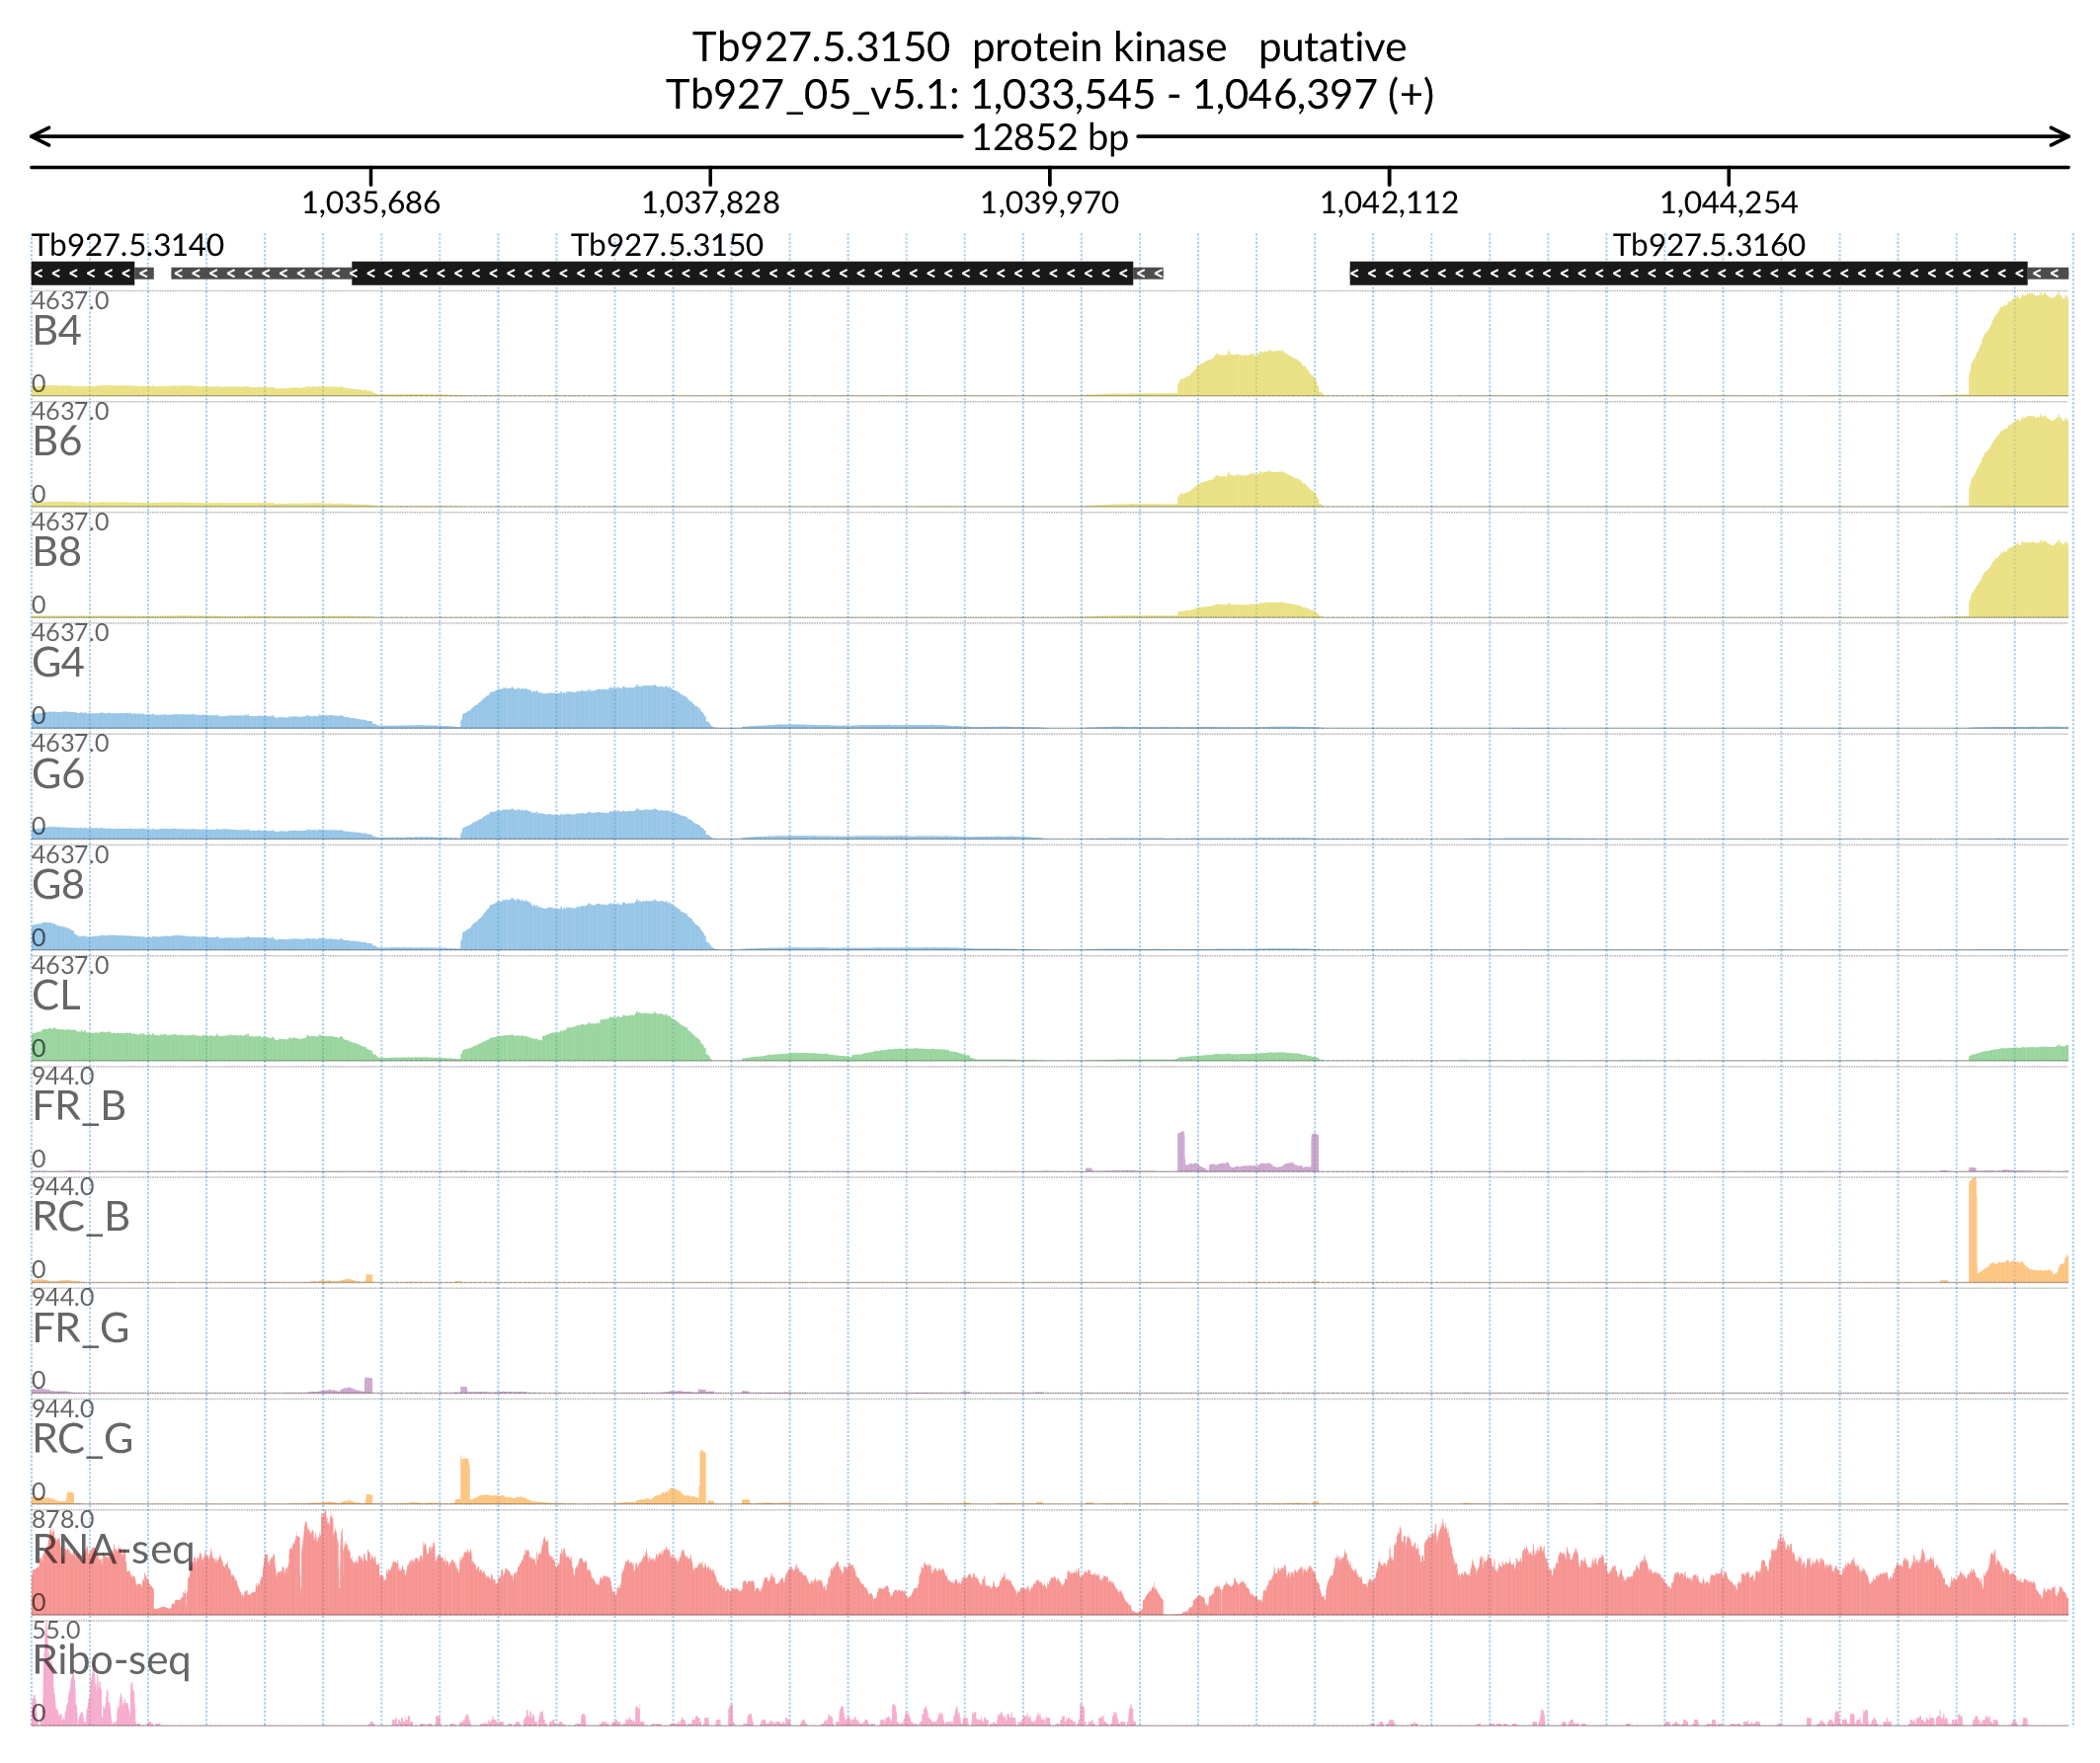 Tb927.5.3150 protein kinase putative
Tb927_05_v5.1: 1,033,545 - 1,046,397 (+)
12852 bp
1,035,686 1,037,828 1,039,970 1,042,112 1,044,254
Tb927.5.3140 Tb927.5.3150 Tb927.5.3160
4637.0
B4
0
4637.0
B6
0
4637.0
B8
0
4637.0
G4
0
4637.0
G6
0
4637.0
G8
0
4637.0
CL
0
944.0
FR_B
0
944.0
RC_B
0
944.0
FR_G
0
944.0
RC_G
0
878.0
RNA-seq
0
55.0
Ribo-seq
0